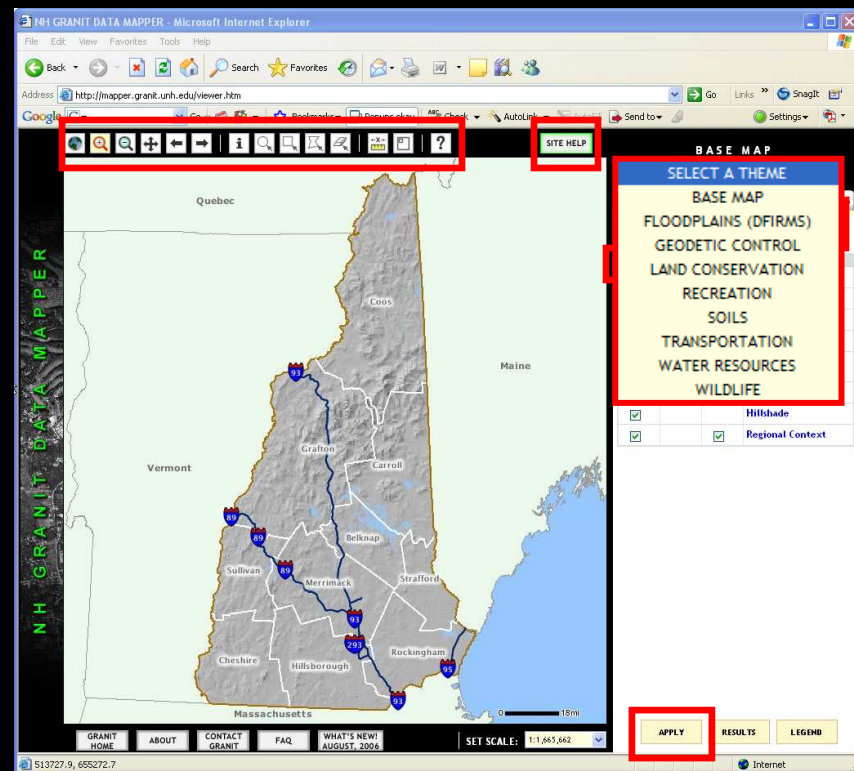 NH GRANIT DATA MAPPER - Microsoft Internet Explorer
File Edit View Favorites Tools Help
Back Search Favorites
Address http://mapper.granit.unh.edu/viewer.htm Go Links » SnagIt
Google Check AutoLink Send to Settings
i ? SITE HELP
BASE MAP
SELECT A THEME
BASE MAP
FLOODPLAINS (DFIRMS)
GEODETIC CONTROL
LAND CONSERVATION
RECREATION
SOILS
TRANSPORTATION
WATER RESOURCES
WILDLIFE
Hillshade
Regional Context
NH GRANIT DATA MAPPER
Quebec
Coos
Maine
93
Grafton
Carroll
Vermont
89
89
Belknap
Sullivan
89
Merrimack
Strafford
93
293
Rockingham
Cheshire
Hillsborough
95
93
Massachusetts
0 18mi
APPLY RESULTS LEGEND
GRANIT HOME
ABOUT
CONTACT GRANIT
FAQ
WHAT'S NEW! AUGUST, 2006
SET SCALE: 1:1,665,662
513727.9, 655272.7 Internet